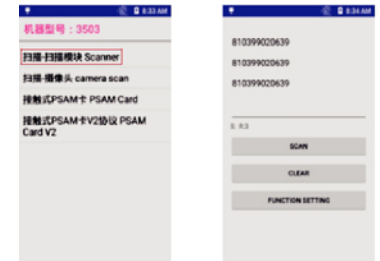 8:33 AM
机器型号：3503
扫描-扫描模块 Scanner
扫描-摄像头 camera scan
接触式PSAM卡 PSAM Card
接触式PSAM卡V2协议 PSAM
Card V2
8:34 AM
810399020639
810399020639
810399020639
SCAN
CLEAR
FUNCTION SETTING